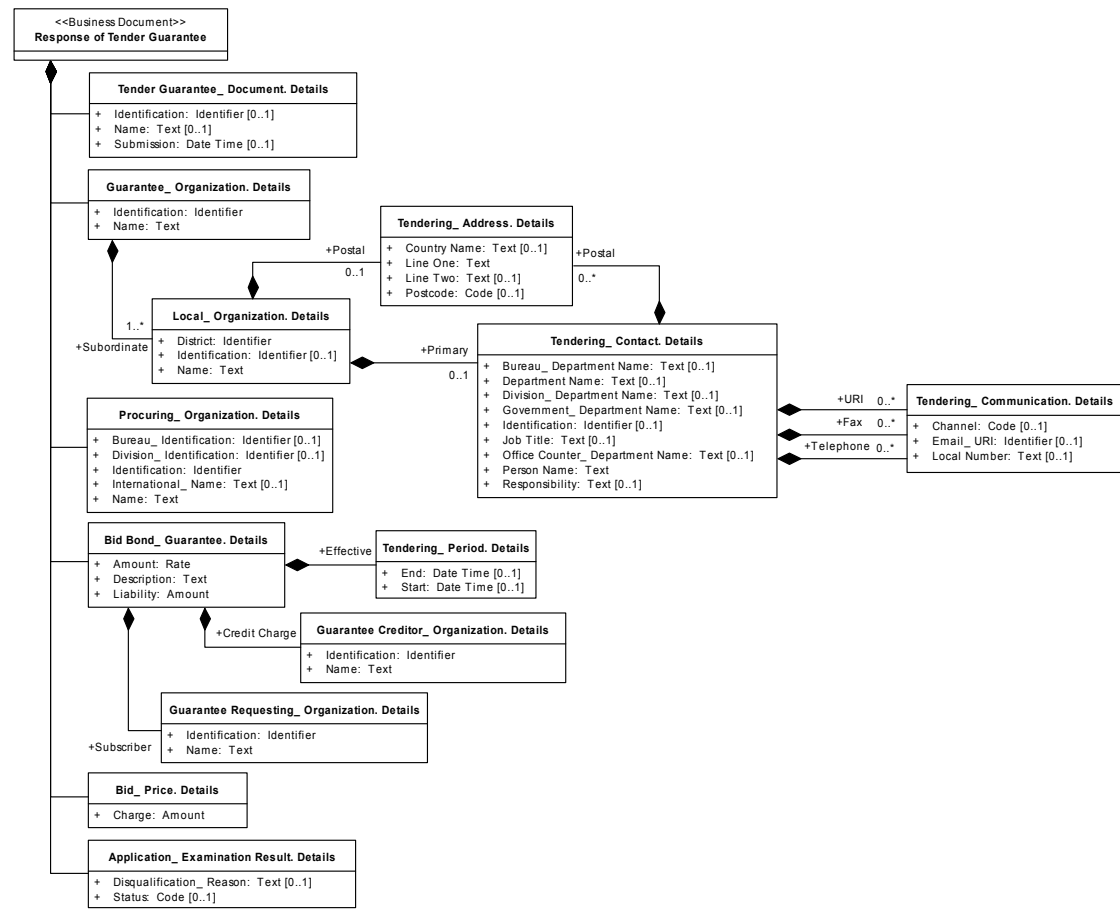 <<Business Document>>
Response of Tender Guarantee
Tender Guarantee_ Document. Details
+ Identification: Identifier [0..1]
+ Name: Text [0..1]
+ Submission: Date Time [0..1]
Guarantee_ Organization. Details
+ Identification: Identifier
+ Name: Text
1..*
+Subordinate
Local_ Organization. Details
+ District: Identifier
+ Identification: Identifier [0..1]
+ Name: Text
+Postal
0..1
Tendering_ Address. Details
+ Country Name: Text [0..1]
+ Line One: Text
+ Line Two: Text [0..1]
+ Postcode: Code [0..1]
+Postal
0..*
+Primary
0..1
Tendering_ Contact. Details
+ Bureau_ Department Name: Text [0..1]
+ Department Name: Text [0..1]
+ Division_ Department Name: Text [0..1]
+ Government_ Department Name: Text [0..1]
+ Identification: Identifier [0..1]
+ Job Title: Text [0..1]
+ Office Counter_ Department Name: Text [0..1]
+ Person Name: Text
+ Responsibility: Text [0..1]
+URI 0..*
+Fax 0..*
+Telephone 0..*
Tendering_ Communication. Details
+ Channel: Code [0..1]
+ Email_ URI: Identifier [0..1]
+ Local Number: Text [0..1]
Procuring_ Organization. Details
+ Bureau_ Identification: Identifier [0..1]
+ Division_ Identification: Identifier [0..1]
+ Identification: Identifier
+ International_ Name: Text [0..1]
+ Name: Text
Bid Bond_ Guarantee. Details
+ Amount: Rate
+ Description: Text
+ Liability: Amount
+Effective
Tendering_ Period. Details
+ End: Date Time [0..1]
+ Start: Date Time [0..1]
+Credit Charge
Guarantee Creditor_ Organization. Details
+ Identification: Identifier
+ Name: Text
+Subscriber
Guarantee Requesting_ Organization. Details
+ Identification: Identifier
+ Name: Text
Bid_ Price. Details
+ Charge: Amount
Application_ Examination Result. Details
+ Disqualification_ Reason: Text [0..1]
+ Status: Code [0..1]